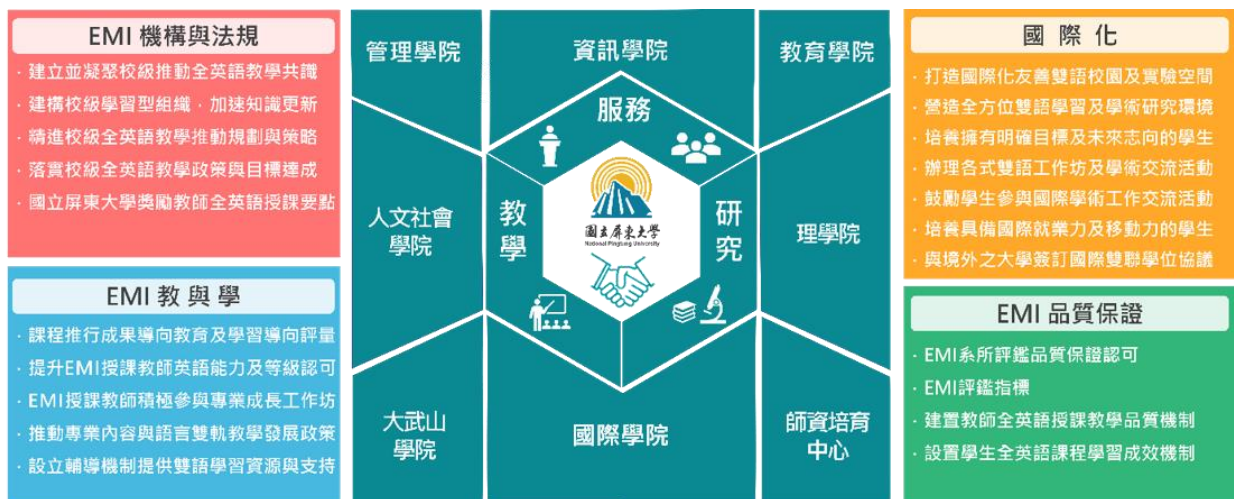 EMI 機構與法規
· 建立並凝聚校級推動全英語教學共識
· 建構校級學習型組織，加速知識更新
· 精進校級全英語教學推動規劃與策略
· 落實校級全英語教學政策與目標達成
· 國立屏東大學獎勵教師全英語授課要點
EMI 教 與 學
· 課程推行成果導向教育及學習導向評量
· 提升EMI授課教師英語能力及等級認可
· EMI授課教師積極參與專業成長工作坊
· 推動專業內容與語言雙軌教學發展政策
· 設立輔導機制提供雙語學習資源與支持
管理學院
資訊學院
教育學院
服務
人文社會
學院
教學
國立屏東大學
National Pingtung University
研究
理學院
大武山
學院
國際學院
師資培育
中心
國 際 化
· 打造國際化友善雙語校園及實驗空間
· 營造全方位雙語學習及學術研究環境
· 培養擁有明確目標及未來志向的學生
· 辦理各式雙語工作坊及學術交流活動
· 鼓勵學生參與國際學術工作交流活動
· 培養具備國際就業力及移動力的學生
· 與境外之大學簽訂國際雙聯學位協議
EMI 品質保證
· EMI系所評鑑品質保證認可
· EMI評鑑指標
· 建置教師全英語授課教學品質機制
· 設置學生全英語課程學習成效機制